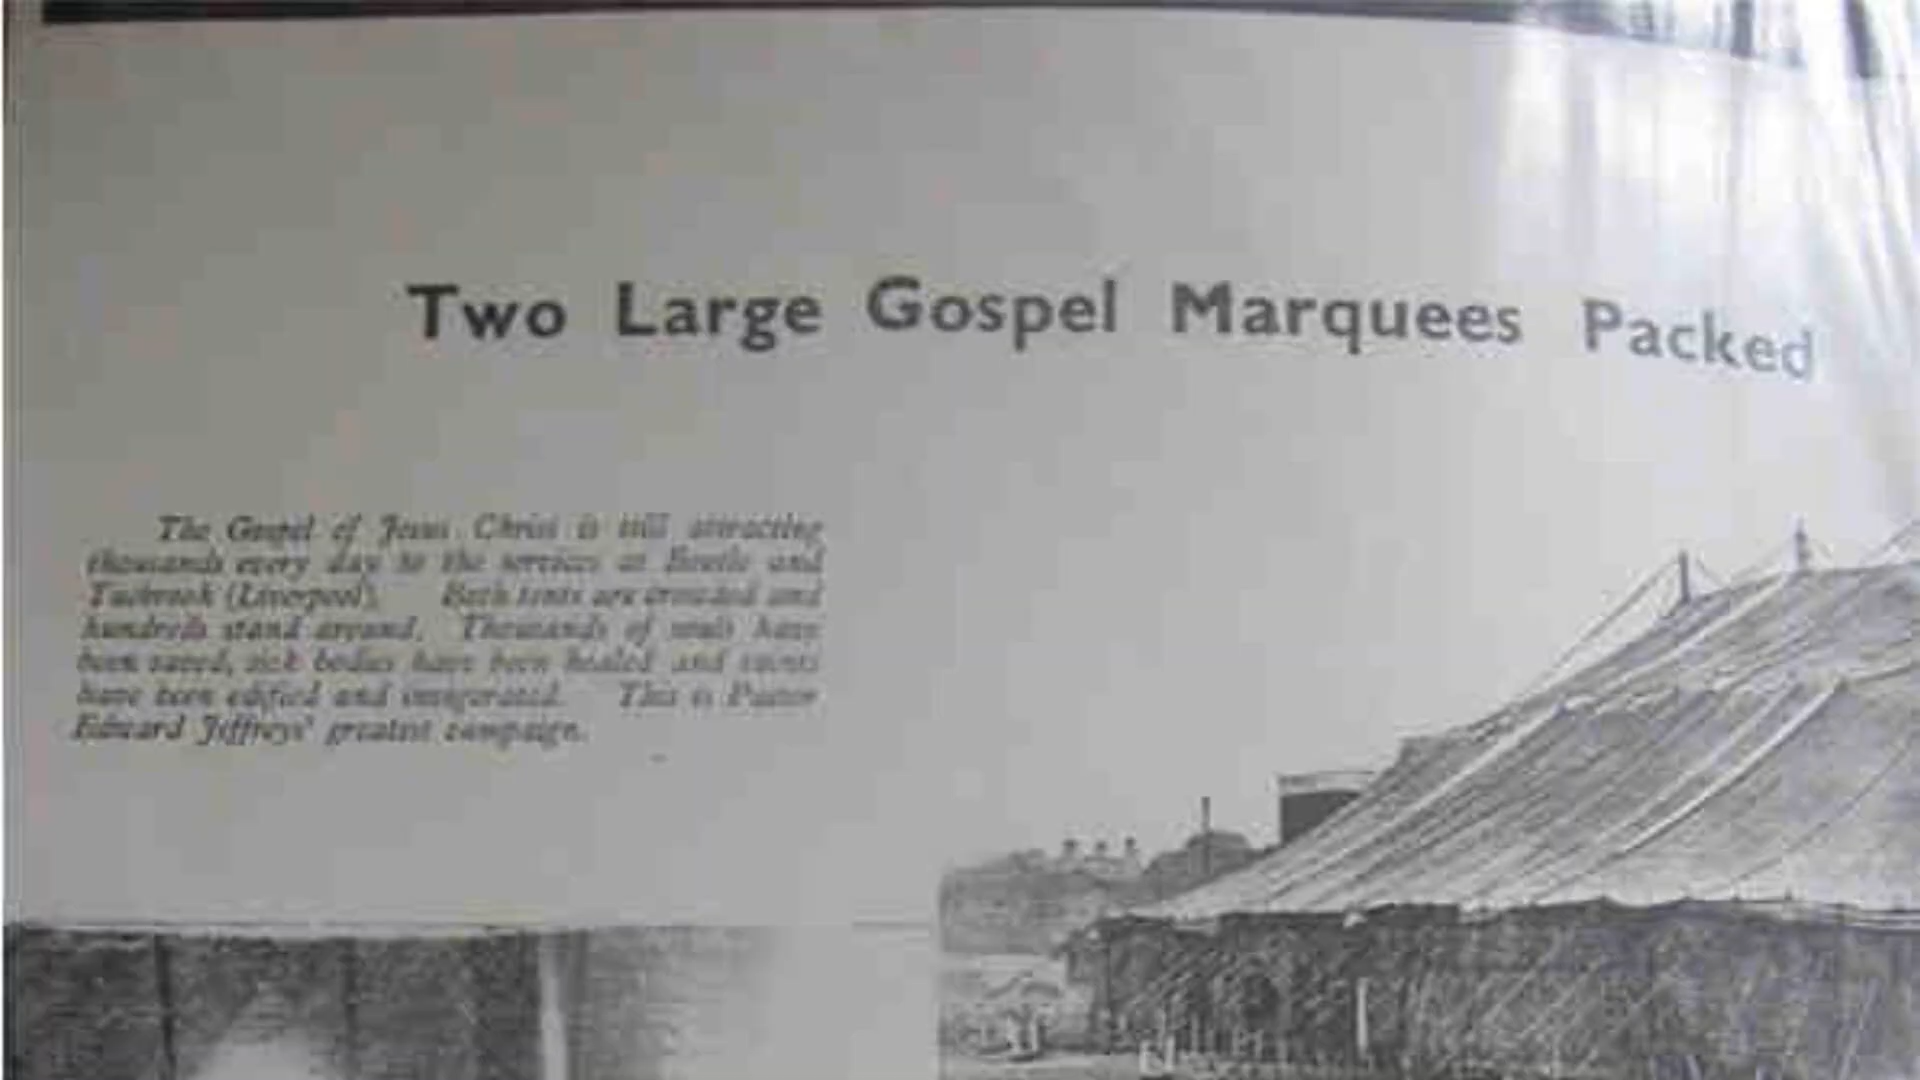 Two Large Gospel Marquees Packed
The Gospel of Jesus Christ is still attracting
thousands every day to the services at Bootle and
Tuebrook (Liverpool). Both tents are crowded and
hundreds stand around. Thousands of souls have
been saved, sick bodies have been healed and saints
have been edified and invigorated. This is Pastor
Edward Jeffreys' greatest campaign.